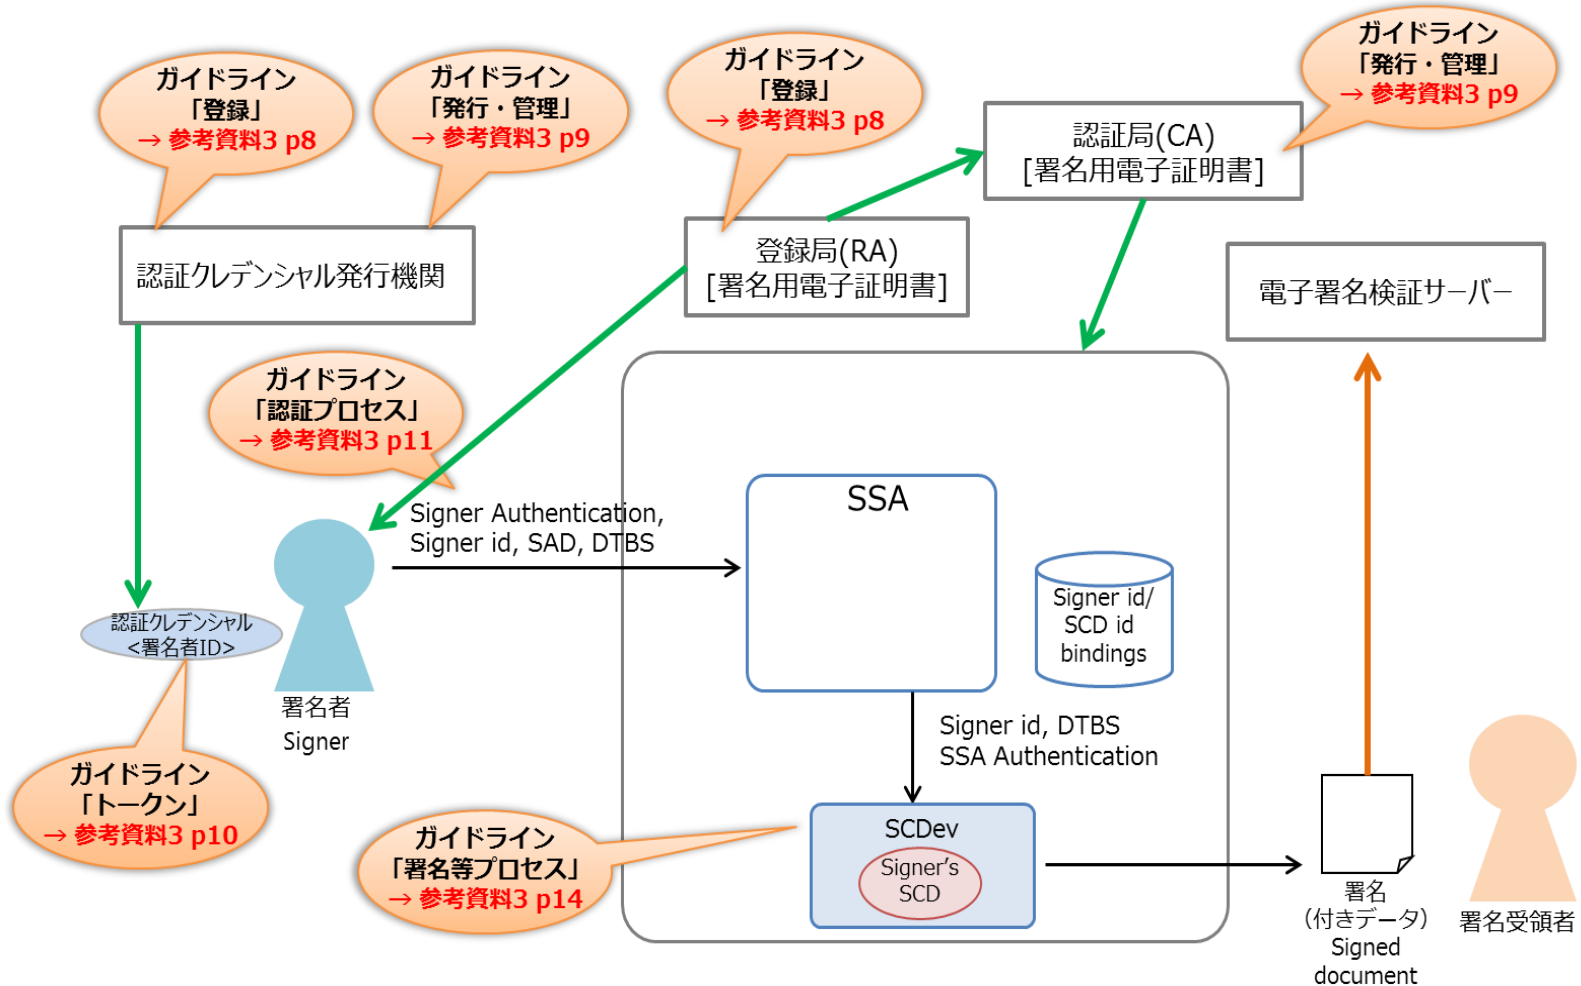 ガイドライン
「発行・管理」
→ 参考資料3 p9
ガイドライン
「登録」
→ 参考資料3 p8
ガイドライン
「発行・管理」
→ 参考資料3 p9
ガイドライン
「登録」
→ 参考資料3 p8
認証局(CA)
[署名用電子証明書]
認証クレデンシャル発行機関
登録局(RA)
[署名用電子証明書]
電子署名検証サーバー
ガイドライン
「認証プロセス」
→ 参考資料3 p11
Signer Authentication,
Signer id, SAD, DTBS
SSA
Signer id/
SCD id
bindings
認証クレデンシャル
<署名者ID>
署名者
Signer
Signer id, DTBS
SSA Authentication
ガイドライン
「トークン」
→ 参考資料3 p10
ガイドライン
「署名等プロセス」
→ 参考資料3 p14
SCDev
Signer's
SCD
署名
(付きデータ)
Signed
document
署名受領者